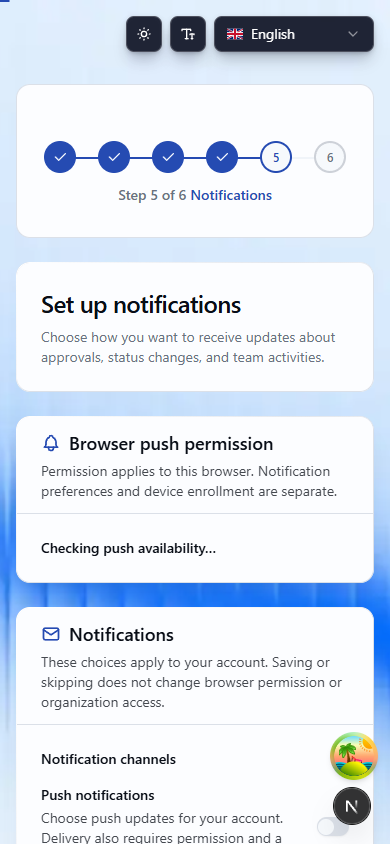 English
5
6
Step 5 of 6 Notifications
Set up notifications
Choose how you want to receive updates about
approvals, status changes, and team activities.
Browser push permission
Permission applies to this browser. Notification
preferences and device enrollment are separate.
Checking push availability...
Notifications
These choices apply to your account. Saving or
skipping does not change browser permission or
organization access.
Notification channels
Push notifications
Choose push updates for your account.
Delivery also requires permission and a
N